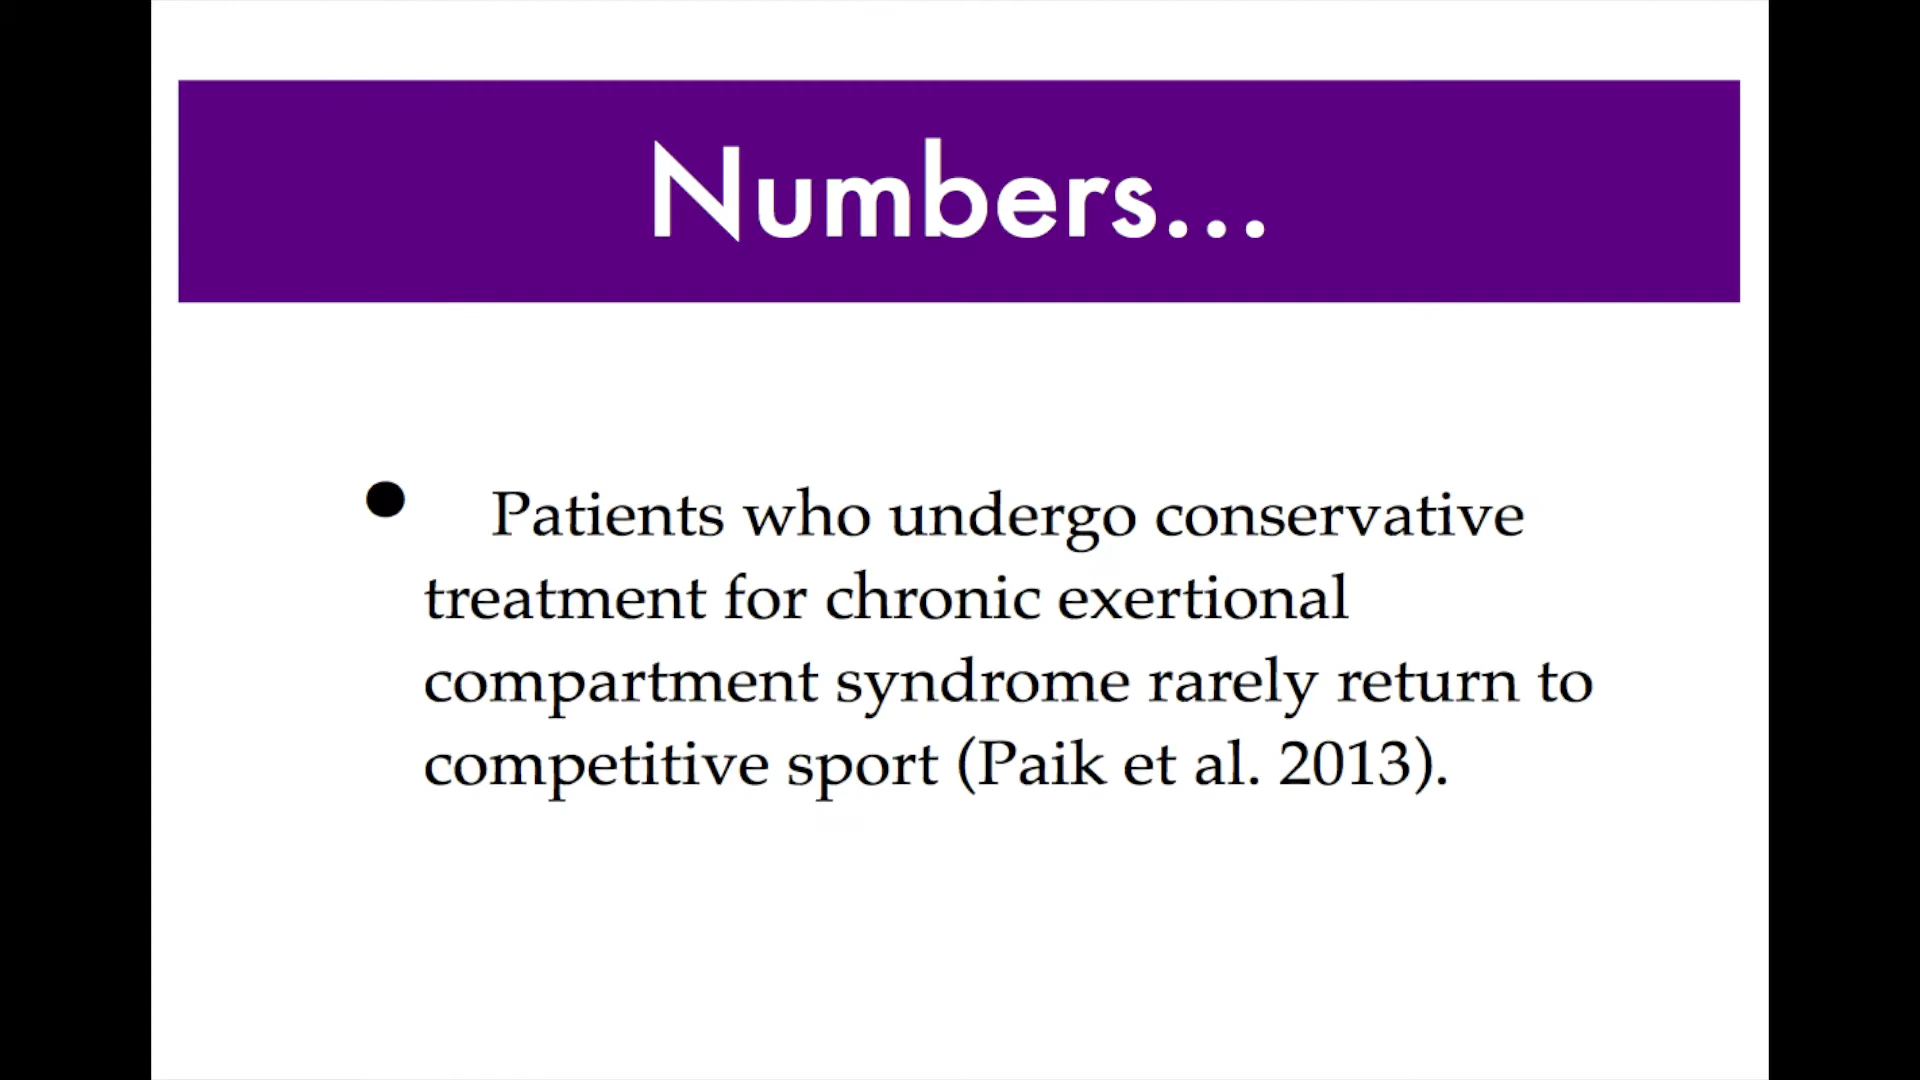 Numbers...
• Patients who undergo conservative
treatment for chronic exertional
compartment syndrome rarely return to
competitive sport (Paik et al. 2013).